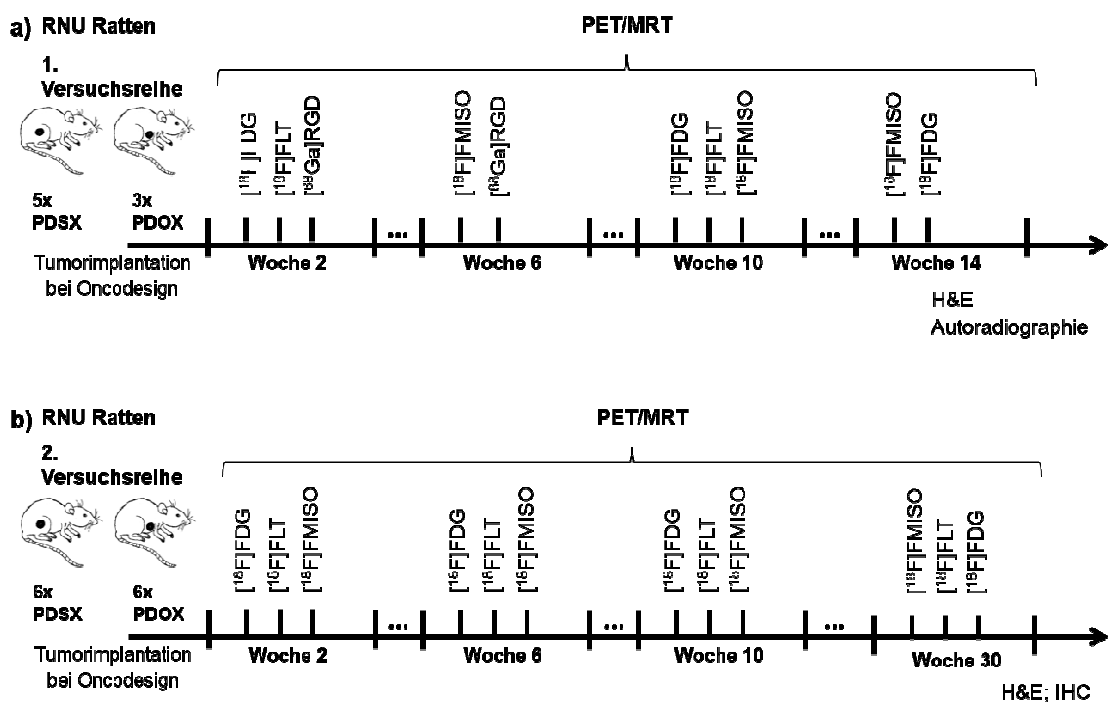 a) RNU Ratten
PET/MRT
1.
Versuchsreihe
5x
PDSX
3x
PDOX
Tumorimplantation
bei Oncodesign
[¹⁸F]FLT
[⁶⁸Ga]RGD
Woche 2
...
[¹⁸F]FMISO
[⁶⁸Ga]RGD
Woche 6
...
[¹⁸F]FDG
[¹⁸F]FLT
[¹⁸F]FMISO
Woche 10
...
[¹⁸F]FMISO
[¹⁸F]FDG
Woche 14
H&E
Autoradiographie
b) RNU Ratten
PET/MRT
2.
Versuchsreihe
6x
PDSX
6x
PDOX
Tumorimplantation
bei Oncodesign
[¹⁸F]FDG
[¹⁸F]FLT
[¹⁸F]FMISO
Woche 2
...
[¹⁸F]FDG
[¹⁸F]FLT
[¹⁸F]FMISO
Woche 6
...
[¹⁸F]FDG
[¹⁸F]FLT
[¹⁸F]FMISO
Woche 10
...
[¹⁸F]FMISO
[¹⁸F]FLT
[¹⁸F]FDG
Woche 30
H&E; IHC